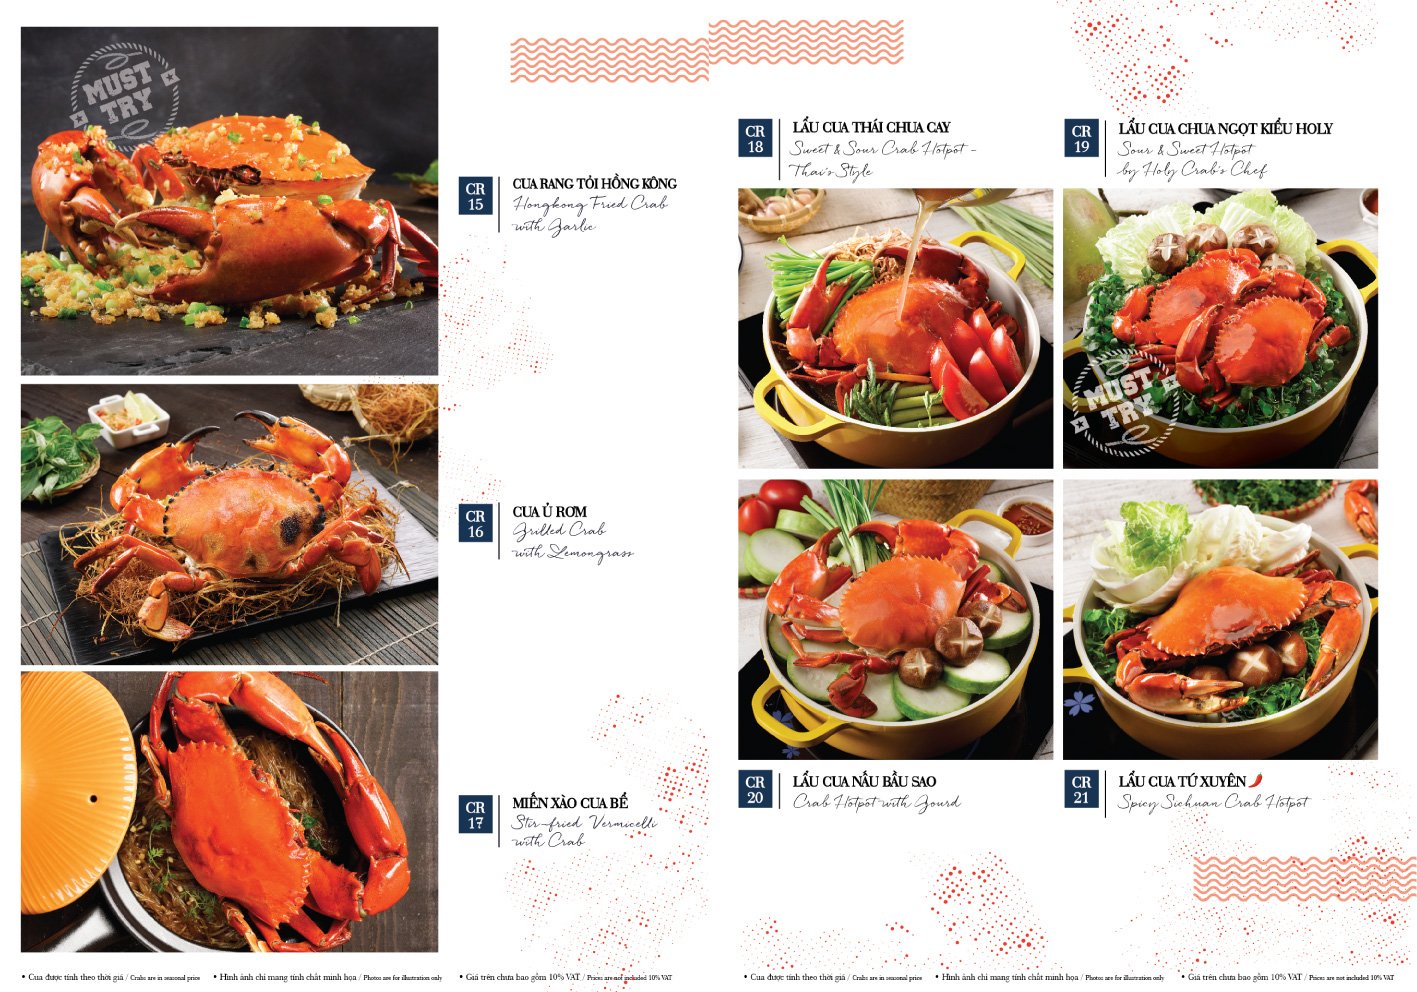 MUST
TRY
CR
15
CUA RANG TỎI HỒNG KÔNG
Hongkong Fried Crab
with Garlic
CR
16
CUA Ủ RƠM
Grilled Crab
with Lemongrass
CR
17
MIẾN XÀO CUA BỂ
Stir-fried Vermicelli
with Crab
• Cua được tính theo thời giá / Crabs are in seasonal price • Hình ảnh chỉ mang tính chất minh họa / Photos are for illustration only • Giá trên chưa bao gồm 10% VAT / Prices are not included 10% VAT
CR
18
LẨU CUA THÁI CHUA CAY
Sweet & Sour Crab Hotpot -
Thai's Style
CR
19
LẨU CUA CHUA NGỌT KIỂU HOLY
Sour & Sweet Hotpot
by Holy Crab's Chef
MUST
TRY
CR
20
LẨU CUA NẤU BẦU SAO
Crab Hotpot with Gourd
CR
21
LẨU CUA TỨ XUYÊN
Spicy Sichuan Crab Hotpot
• Cua được tính theo thời giá / Crabs are in seasonal price • Hình ảnh chỉ mang tính chất minh họa / Photos are for illustration only • Giá trên chưa bao gồm 10% VAT / Prices are not included 10% VAT